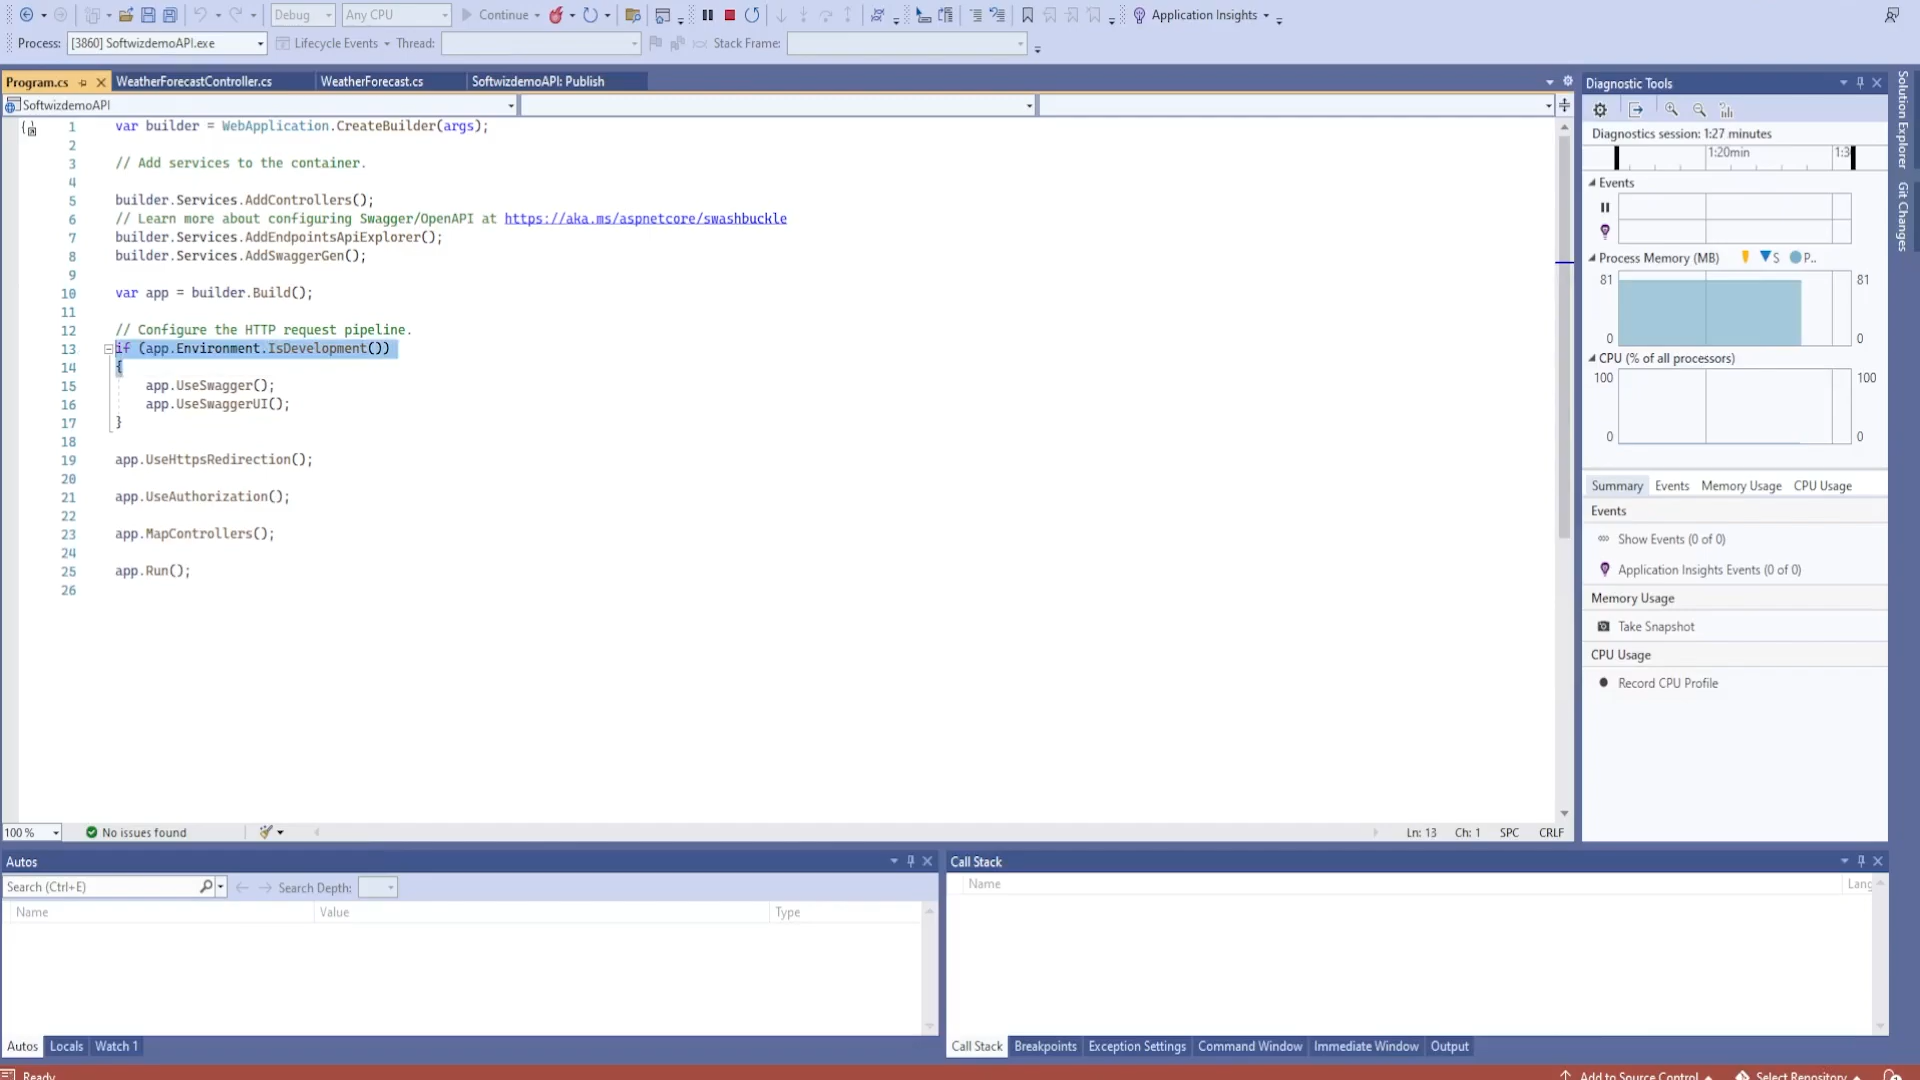 Debug
Any CPU
Continue
Application Insights
Process: [3860] SoftwizdemoAPI.exe
Lifecycle Events
Thread:
Stack Frame:
Program.cs
WeatherForecastController.cs
WeatherForecast.cs
SoftwizdemoAPI: Publish
SoftwizdemoAPI
1 var builder = WebApplication.CreateBuilder(args);
2
3 // Add services to the container.
4
5 builder.Services.AddControllers();
6 // Learn more about configuring Swagger/OpenAPI at https://aka.ms/aspnetcore/swashbuckle
7 builder.Services.AddEndpointsApiExplorer();
8 builder.Services.AddSwaggerGen();
9
10 var app = builder.Build();
11
12 // Configure the HTTP request pipeline.
13 if (app.Environment.IsDevelopment())
14 {
15 app.UseSwagger();
16 app.UseSwaggerUI();
17 }
18
19 app.UseHttpsRedirection();
20
21 app.UseAuthorization();
22
23 app.MapControllers();
24
25 app.Run();
26
100 %
No issues found
Ln: 13 Ch: 1 SPC CRLF
Diagnostic Tools
Diagnostics session: 1:27 minutes
1:20min
1:3
Events
Process Memory (MB)
S
P..
81
81
0
0
CPU (% of all processors)
100
100
0
0
Summary
Events
Memory Usage
CPU Usage
Events
Show Events (0 of 0)
Application Insights Events (0 of 0)
Memory Usage
Take Snapshot
CPU Usage
Record CPU Profile
Solution Explorer
Git Changes
Autos
Search (Ctrl+E)
Search Depth:
Name
Value
Type
Autos
Locals
Watch 1
Call Stack
Name
Lang
Call Stack
Breakpoints
Exception Settings
Command Window
Immediate Window
Output
Ready
Add to Source Control
Select Repository